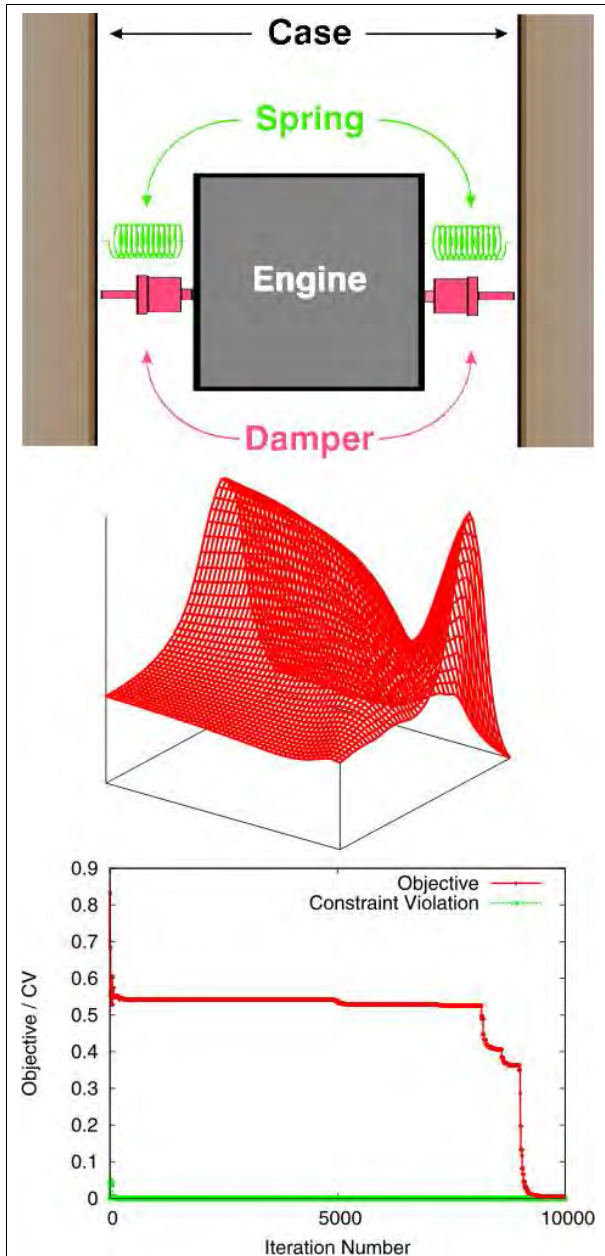 Case
Spring
Engine
Damper
0.9
0.8
0.7
0.6
0.5
0.4
0.3
0.2
0.1
0
Objective / CV
Objective
Constraint Violation
0
5000
10000
Iteration Number